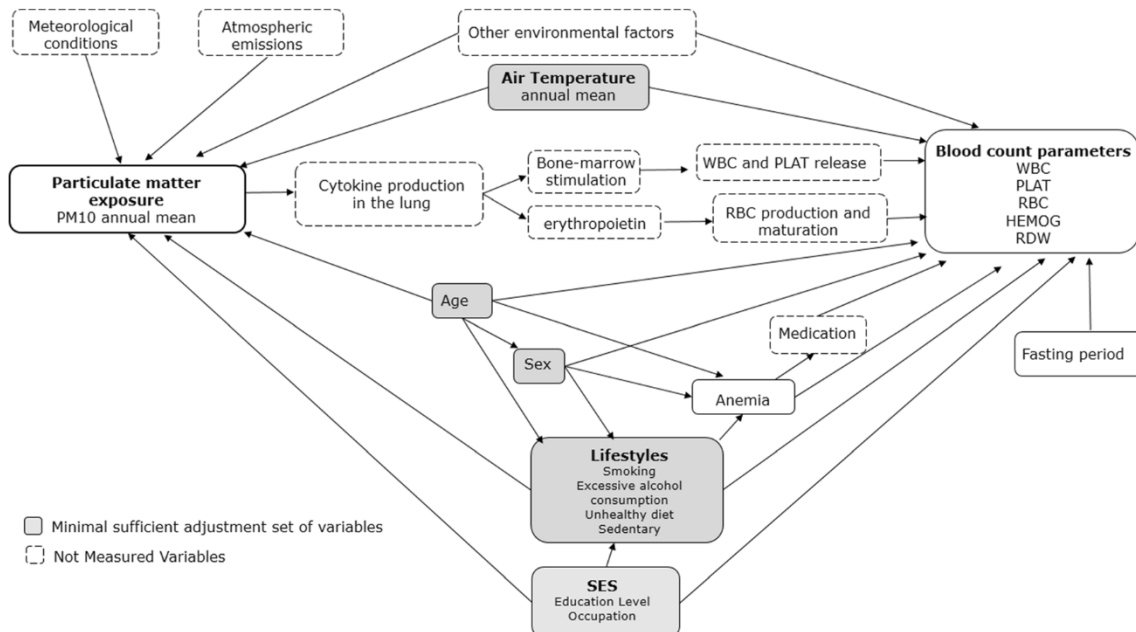 Meteorological
conditions
Atmospheric
emissions
Other environmental factors
Air Temperature
annual mean
Particulate matter
exposure
PM10 annual mean
Cytokine production
in the lung
Bone-marrow
stimulation
WBC and PLAT release
erythropoietin
RBC production and
maturation
Blood count parameters
WBC
PLAT
RBC
HEMOG
RDW
Age
Sex
Medication
Fasting period
Anemia
Lifestyles
Smoking
Excessive alcohol
consumption
Unhealthy diet
Sedentary
Minimal sufficient adjustment set of variables
Not Measured Variables
SES
Education Level
Occupation